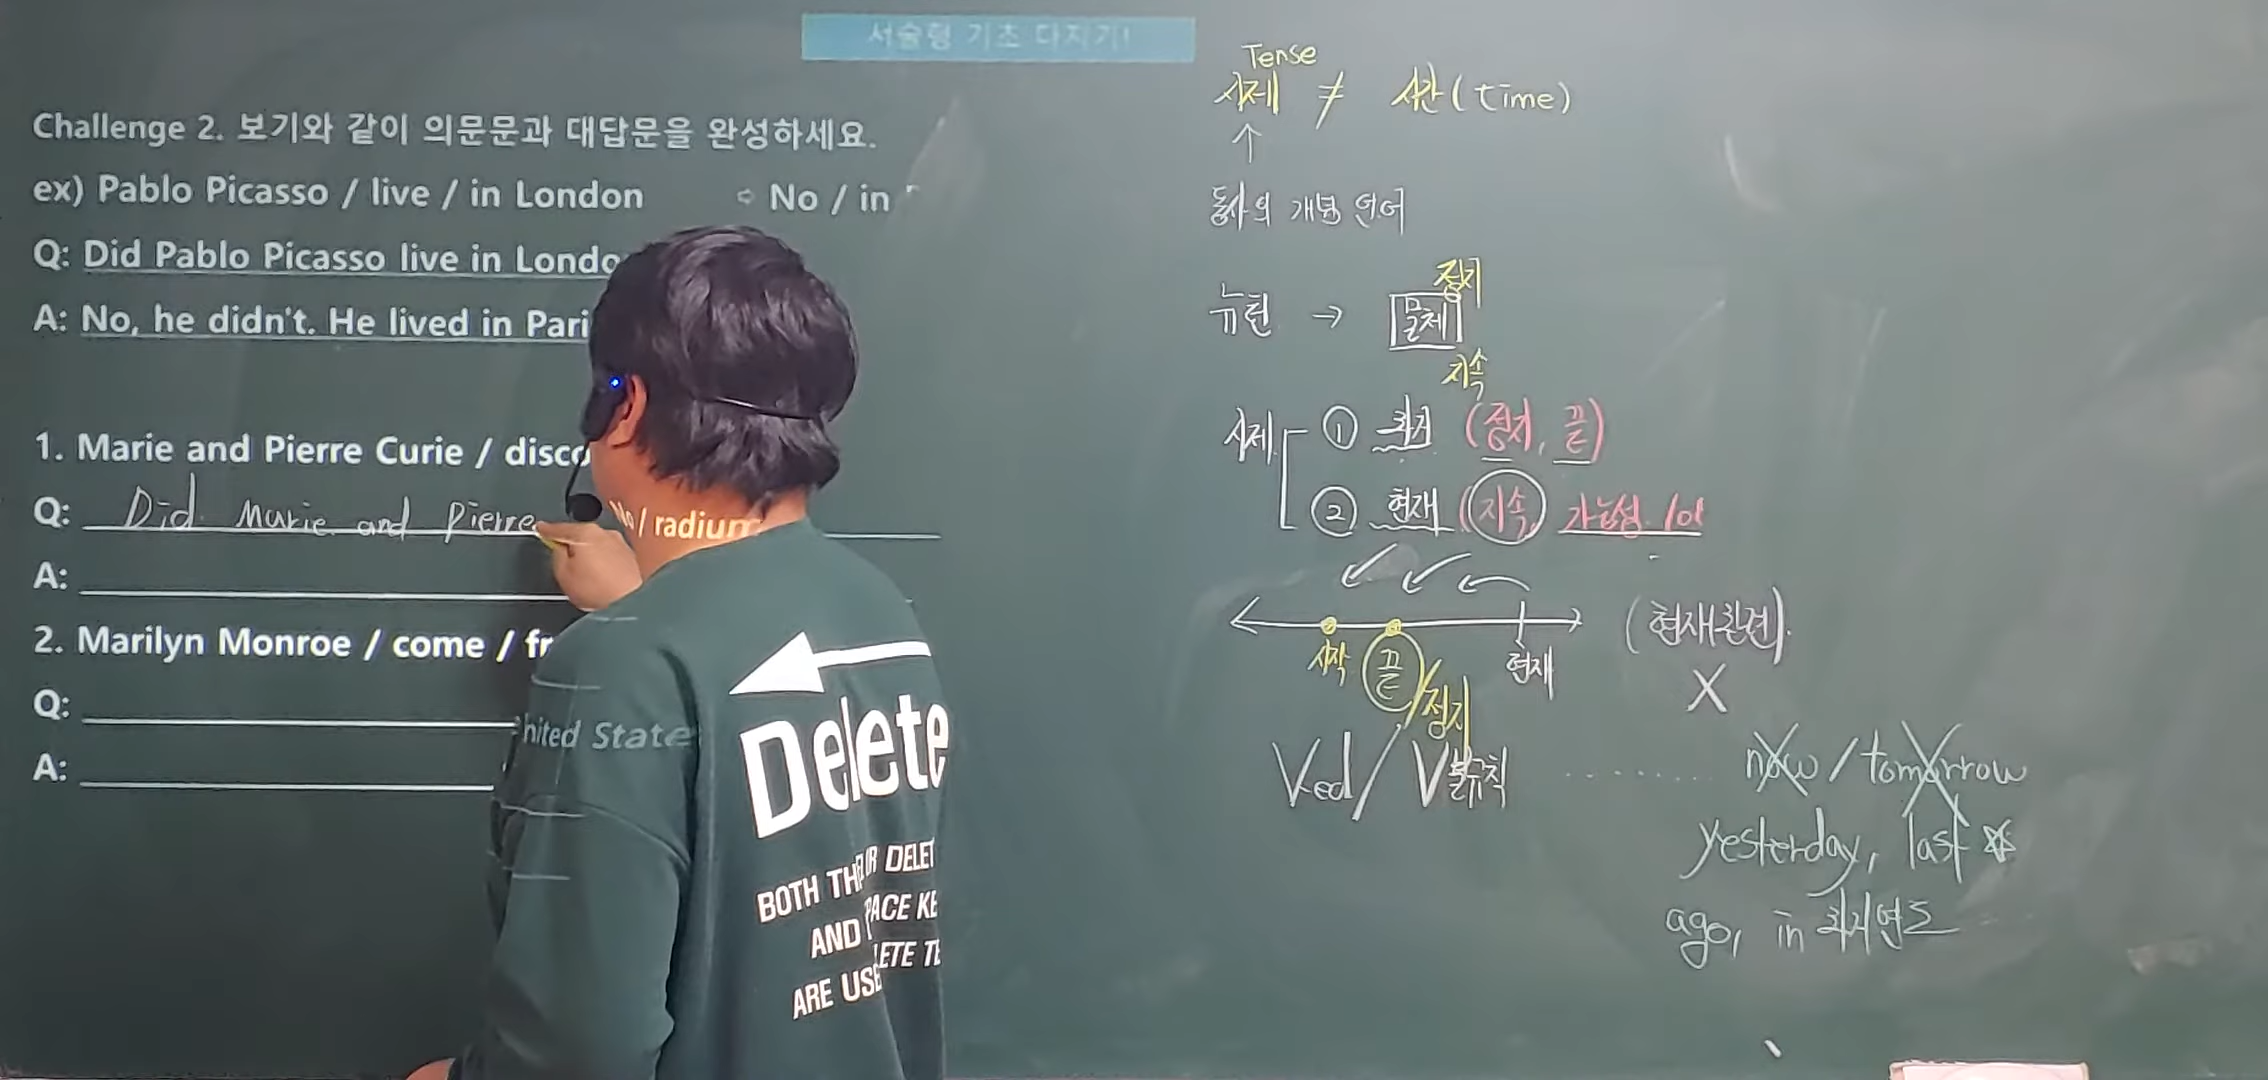 서술형 기초 다지기!
Challenge 2. 보기와 같이 의문문과 대답문을 완성하세요.
ex) Pablo Picasso / live / in London ⇨ No / in
Q: Did Pablo Picasso live in Londo
A: No, he didn't. He lived in Pari
1. Marie and Pierre Curie / disco
No / radium
Q: Did Marie and Pierre
A:
2. Marilyn Monroe / come / fr
nited State
Q:
A:
Delete
BOTH THE R DELET
AND PACE KE
LETE TE
ARE USE
Tense
시제 ≠ 시간 (time)
↑
동사의 개념 언어
뉴턴 → 물체
정지
지속
시제 ① 과거 (정지, 끝)
② 현재 (지속, 가능성
시작 끝/정지 현재
(현재 관련)
X
Ved / V불규칙 ........ now / tomorrow
yesterday, last ☆
ago, in 과거연도